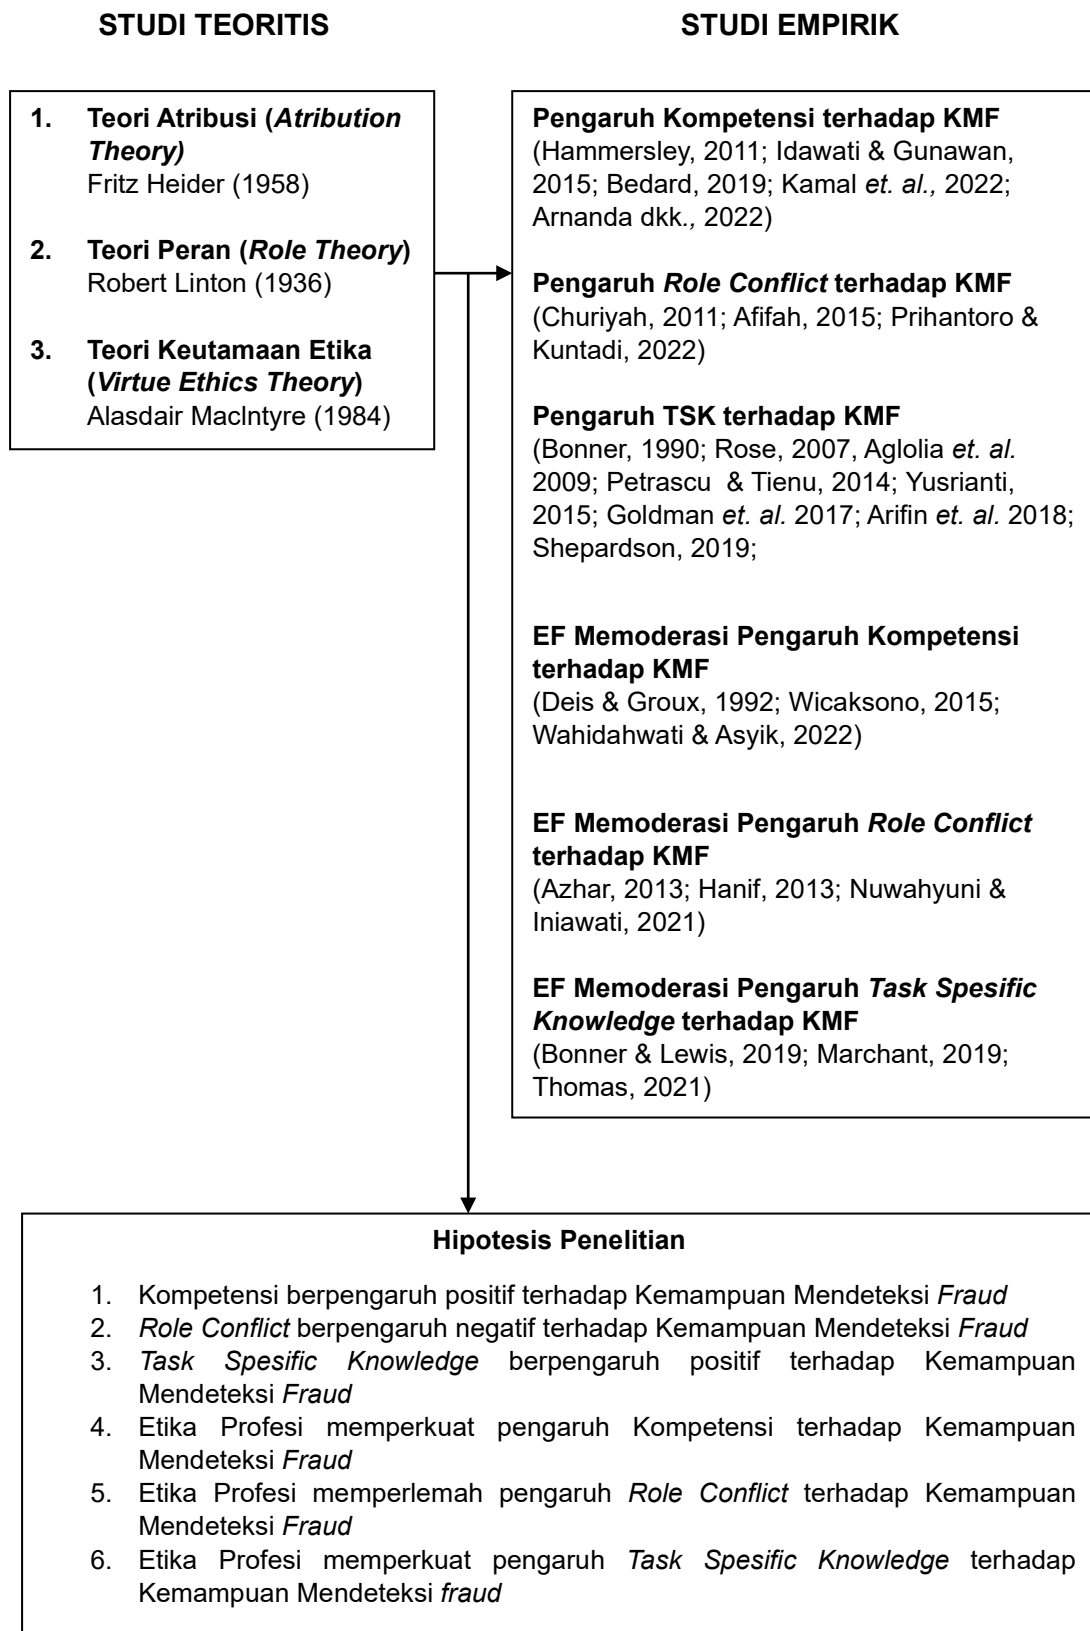 STUDI TEORITIS
STUDI EMPIRIK
1. Teori Atribusi (Atribution
Theory)
Fritz Heider (1958)
2. Teori Peran (Role Theory)
Robert Linton (1936)
3. Teori Keutamaan Etika
(Virtue Ethics Theory)
Alasdair MacIntyre (1984)
Pengaruh Kompetensi terhadap KMF
(Hammersley, 2011; Idawati & Gunawan,
2015; Bedard, 2019; Kamal et. al., 2022;
Arnanda dkk., 2022)
Pengaruh Role Conflict terhadap KMF
(Churiyah, 2011; Afifah, 2015; Prihantoro &
Kuntadi, 2022)
Pengaruh TSK terhadap KMF
(Bonner, 1990; Rose, 2007, Aglolia et. al.
2009; Petrascu & Tienu, 2014; Yusrianti,
2015; Goldman et. al. 2017; Arifin et. al. 2018;
Shepardson, 2019;
EF Memoderasi Pengaruh Kompetensi
terhadap KMF
(Deis & Groux, 1992; Wicaksono, 2015;
Wahidahwati & Asyik, 2022)
EF Memoderasi Pengaruh Role Conflict
terhadap KMF
(Azhar, 2013; Hanif, 2013; Nuwahyuni &
Iniawati, 2021)
EF Memoderasi Pengaruh Task Spesific
Knowledge terhadap KMF
(Bonner & Lewis, 2019; Marchant, 2019;
Thomas, 2021)
Hipotesis Penelitian
1. Kompetensi berpengaruh positif terhadap Kemampuan Mendeteksi Fraud
2. Role Conflict berpengaruh negatif terhadap Kemampuan Mendeteksi Fraud
3. Task Spesific Knowledge berpengaruh positif terhadap Kemampuan
Mendeteksi Fraud
4. Etika Profesi memperkuat pengaruh Kompetensi terhadap Kemampuan
Mendeteksi Fraud
5. Etika Profesi memperlemah pengaruh Role Conflict terhadap Kemampuan
Mendeteksi Fraud
6. Etika Profesi memperkuat pengaruh Task Spesific Knowledge terhadap
Kemampuan Mendeteksi fraud